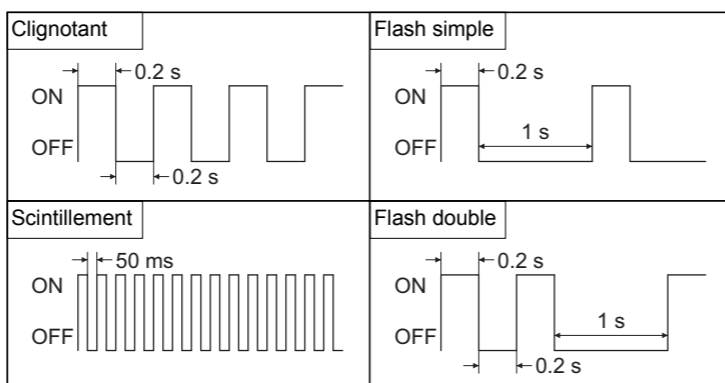 Clignotant
0.2 s
ON
OFF
0.2 s
Flash simple
0.2 s
ON
1 s
OFF
Scintillement
50 ms
ON
OFF
Flash double
0.2 s
ON
1 s
OFF
0.2 s